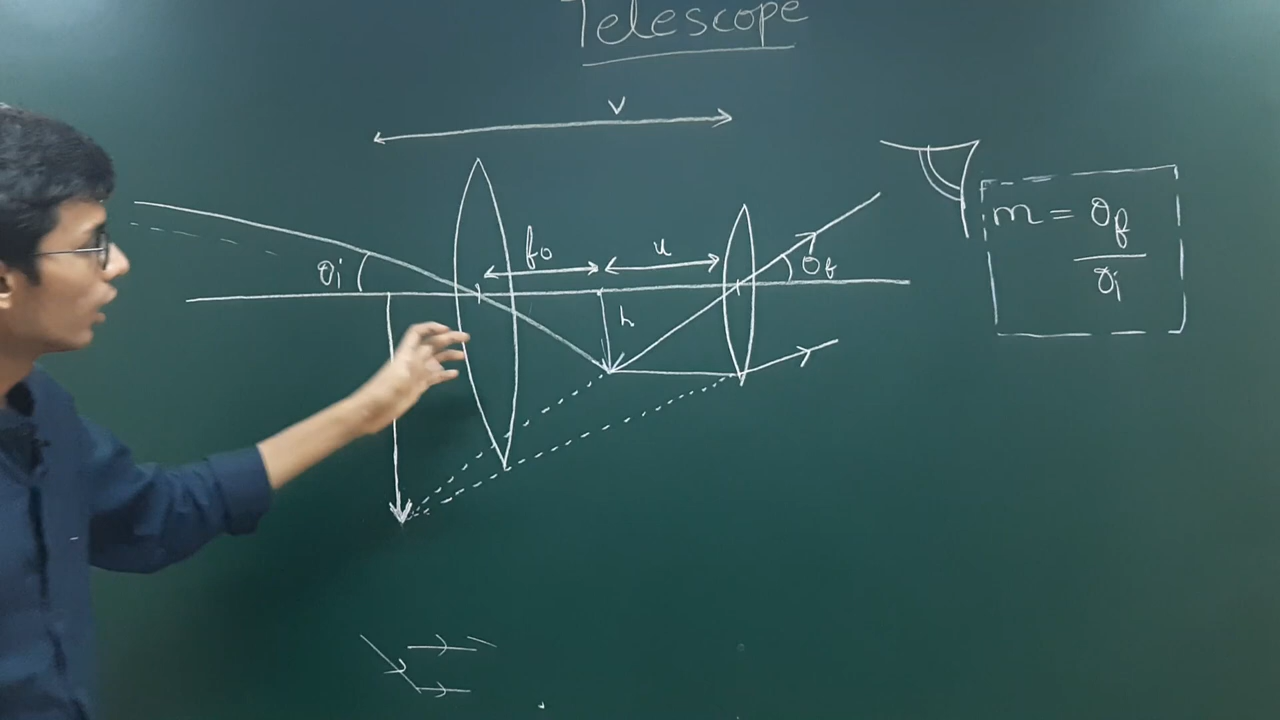 Telescope
v
θi
fo
u
h
θf
m = θf
θi